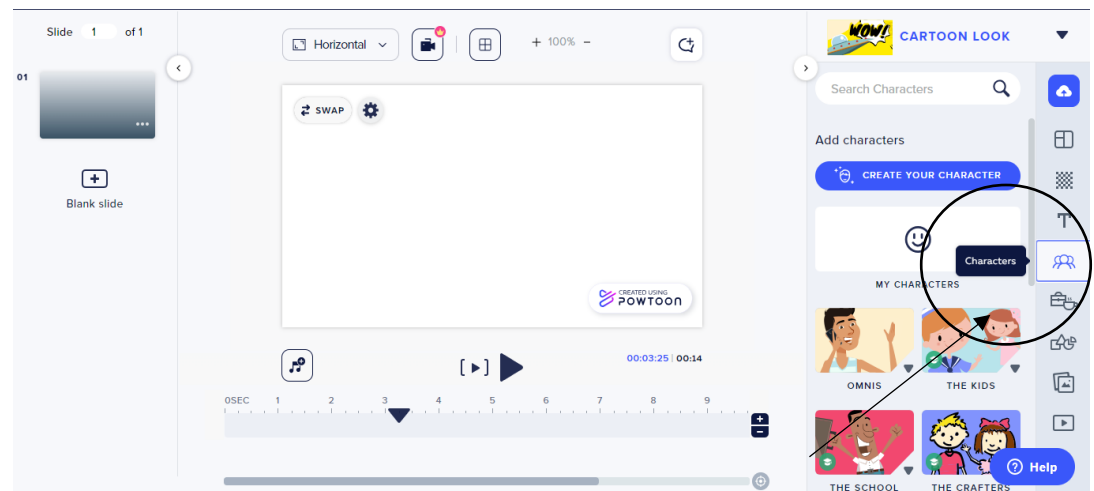 Slide 1 of 1
01
Blank slide
Horizontal
+ 100% −
SWAP
CREATED USING
POWTOON
00:03:25 | 00:14
0SEC 1 2 3 4 5 6 7 8 9
+
−
WOW!
CARTOON LOOK
Search Characters
Add characters
CREATE YOUR CHARACTER
T
Characters
MY CHARACTERS
OMNIS
THE KIDS
THE SCHOOL
THE CRAFTERS
? Help